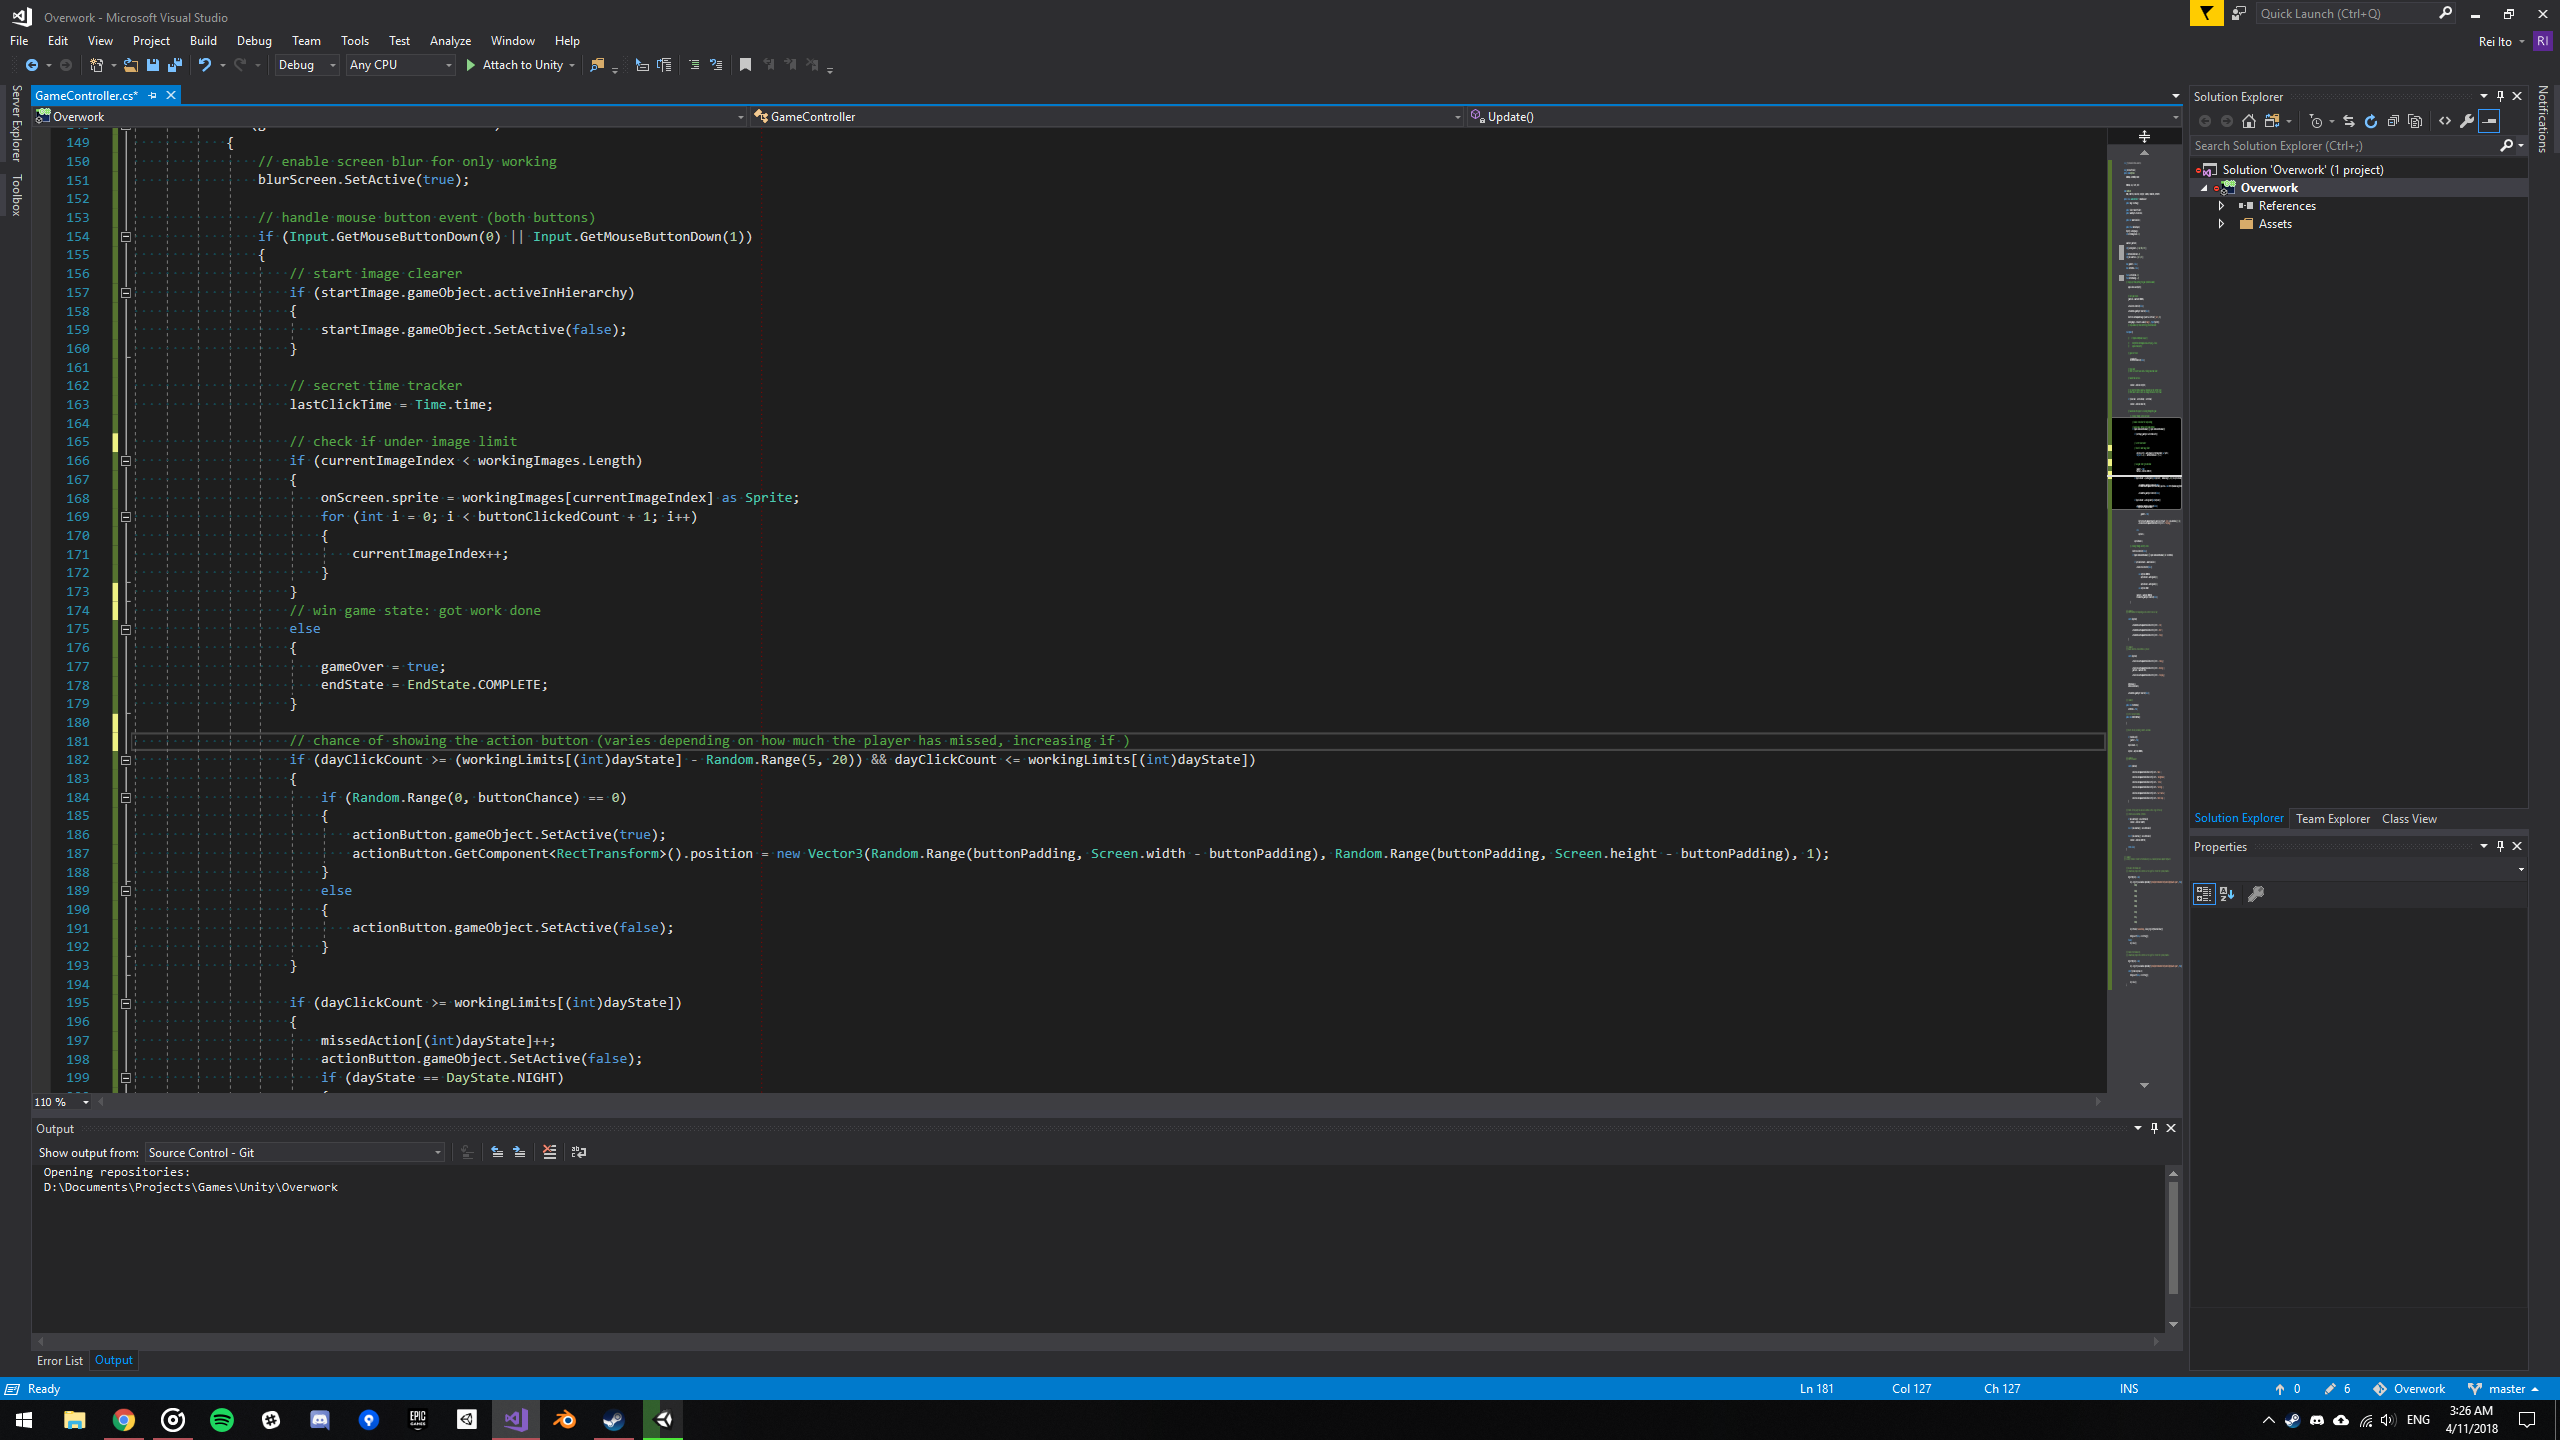 Overwork - Microsoft Visual Studio
Quick Launch (Ctrl+Q)
File Edit View Project Build Debug Team Tools Test Analyze Window Help
Rei Ito RI
Debug Any CPU Attach to Unity
Server Explorer
Toolbox
GameController.cs*
Overwork GameController Update()
149 {
150 // enable screen blur for only working
151 blurScreen.SetActive(true);
152
153 // handle mouse button event (both buttons)
154 if (Input.GetMouseButtonDown(0) || Input.GetMouseButtonDown(1))
155 {
156 // start image clearer
157 if (startImage.gameObject.activeInHierarchy)
158 {
159 startImage.gameObject.SetActive(false);
160 }
161
162 // secret time tracker
163 lastClickTime = Time.time;
164
165 // check if under image limit
166 if (currentImageIndex < workingImages.Length)
167 {
168 onScreen.sprite = workingImages[currentImageIndex] as Sprite;
169 for (int i = 0; i < buttonClickedCount + 1; i++)
170 {
171 currentImageIndex++;
172 }
173 }
174 // win game state: got work done
175 else
176 {
177 gameOver = true;
178 endState = EndState.COMPLETE;
179 }
180
181 // chance of showing the action button (varies depending on how much the player has missed, increasing if )
182 if (dayClickCount >= (workingLimits[(int)dayState] - Random.Range(5, 20)) && dayClickCount <= workingLimits[(int)dayState])
183 {
184 if (Random.Range(0, buttonChance) == 0)
185 {
186 actionButton.gameObject.SetActive(true);
187 actionButton.GetComponent<RectTransform>().position = new Vector3(Random.Range(buttonPadding, Screen.width - buttonPadding), Random.Range(buttonPadding, Screen.height - buttonPadding), 1);
188 }
189 else
190 {
191 actionButton.gameObject.SetActive(false);
192 }
193 }
194
195 if (dayClickCount >= workingLimits[(int)dayState])
196 {
197 missedAction[(int)dayState]++;
198 actionButton.gameObject.SetActive(false);
199 if (dayState == DayState.NIGHT)
110 %
Output
Show output from: Source Control - Git
Opening repositories:
D:\Documents\Projects\Games\Unity\Overwork
Error List Output
Solution Explorer
Search Solution Explorer (Ctrl+;)
Solution 'Overwork' (1 project)
Overwork
References
Assets
Solution Explorer Team Explorer Class View
Properties
Notifications
Ready Ln 181 Col 127 Ch 127 INS 0 6 Overwork master
EPIC GAMES
ENG
3:26 AM
4/11/2018